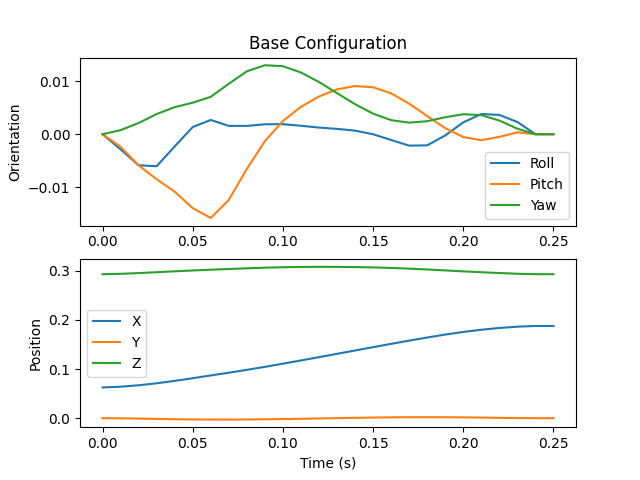 Base Configuration
Orientation
0.01
0.00
−0.01
Roll
Pitch
Yaw
0.00 0.05 0.10 0.15 0.20 0.25
Position
0.3
0.2
0.1
0.0
X
Y
Z
0.00 0.05 0.10 0.15 0.20 0.25
Time (s)